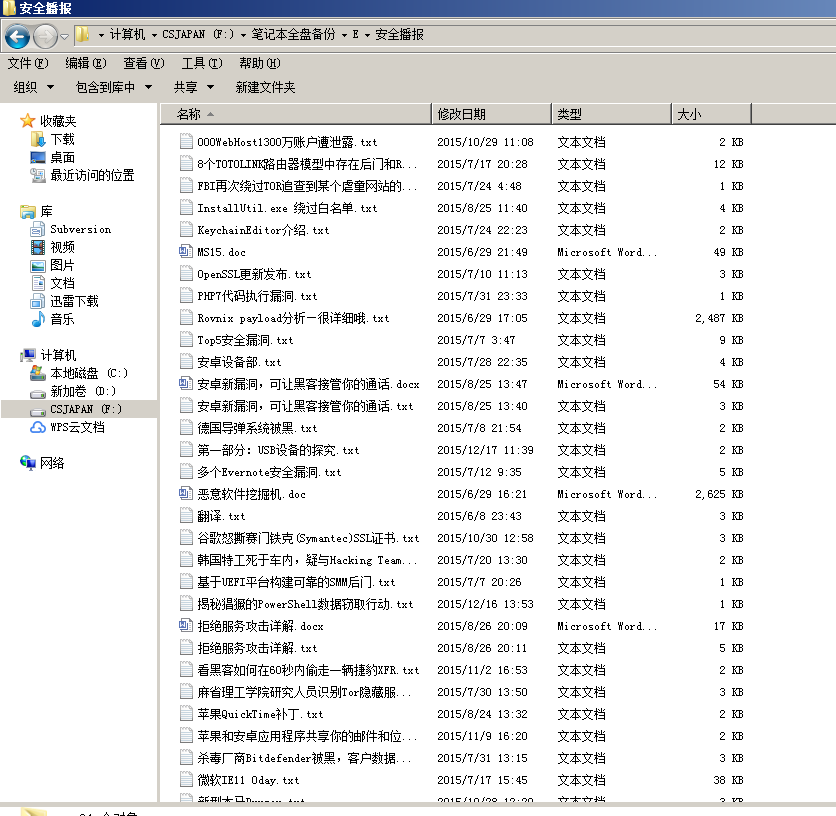 安全播报
计算机 CSJAPAN (F:) 笔记本全盘备份 E 安全播报
文件(F) 编辑(E) 查看(V) 工具(T) 帮助(H)
组织 包含到库中 共享 新建文件夹
收藏夹
下载
桌面
最近访问的位置
库
Subversion
视频
图片
文档
迅雷下载
音乐
计算机
本地磁盘 (C:)
新加卷 (D:)
CSJAPAN (F:)
WPS云文档
网络
名称 修改日期 类型 大小
000WebHost1300万账户遭泄露.txt 2015/10/29 11:08 文本文档 2 KB
8个TOTOLINK路由器模型中存在后门和R... 2015/7/17 20:28 文本文档 12 KB
FBI再次绕过TOR追查到某个虐童网站的... 2015/7/24 4:48 文本文档 1 KB
InstallUtil.exe 绕过白名单.txt 2015/8/25 11:40 文本文档 4 KB
KeychainEditor介绍.txt 2015/7/24 22:23 文本文档 2 KB
MS15.doc 2015/6/29 21:49 Microsoft Word... 49 KB
OpenSSL更新发布.txt 2015/7/10 11:13 文本文档 3 KB
PHP7代码执行漏洞.txt 2015/7/31 23:33 文本文档 1 KB
Rovnix payload分析－很详细哦.txt 2015/6/29 17:05 文本文档 2,487 KB
Top5安全漏洞.txt 2015/7/7 3:47 文本文档 9 KB
安卓设备部.txt 2015/7/28 22:35 文本文档 4 KB
安卓新漏洞，可让黑客接管你的通话.docx 2015/8/25 13:47 Microsoft Word... 54 KB
安卓新漏洞，可让黑客接管你的通话.txt 2015/8/25 13:40 文本文档 3 KB
德国导弹系统被黑.txt 2015/7/8 21:54 文本文档 2 KB
第一部分：USB设备的探究.txt 2015/12/17 11:39 文本文档 2 KB
多个Evernote安全漏洞.txt 2015/7/12 9:35 文本文档 5 KB
恶意软件挖掘机.doc 2015/6/29 16:21 Microsoft Word... 2,625 KB
翻译.txt 2015/6/8 23:43 文本文档 3 KB
谷歌怒撕赛门铁克(Symantec)SSL证书.txt 2015/10/30 12:58 文本文档 3 KB
韩国特工死于车内，疑与Hacking Team... 2015/7/20 13:30 文本文档 2 KB
基于UEFI平台构建可靠的SMM后门.txt 2015/7/7 20:26 文本文档 1 KB
揭秘猖獗的PowerShell数据窃取行动.txt 2015/12/16 13:53 文本文档 1 KB
拒绝服务攻击详解.docx 2015/8/26 20:09 Microsoft Word... 17 KB
拒绝服务攻击详解.txt 2015/8/26 20:11 文本文档 5 KB
看黑客如何在60秒内偷走一辆捷豹XFR.txt 2015/11/2 16:53 文本文档 2 KB
麻省理工学院研究人员识别Tor隐藏服... 2015/7/30 13:50 文本文档 3 KB
苹果QuickTime补丁.txt 2015/8/24 13:32 文本文档 2 KB
苹果和安卓应用程序共享你的邮件和位... 2015/11/9 16:20 文本文档 2 KB
杀毒厂商Bitdefender被黑，客户数据... 2015/7/31 13:15 文本文档 3 KB
微软IE11 0day.txt 2015/7/17 15:45 文本文档 38 KB